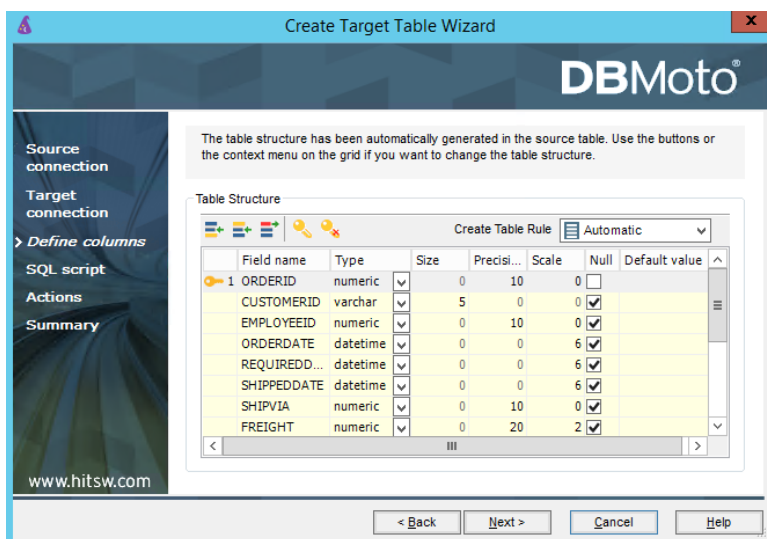 Create Target Table Wizard
x
DBMoto®
Source
connection
Target
connection
Define columns
SQL script
Actions
Summary
www.hitsw.com
The table structure has been automatically generated in the source table. Use the buttons or
the context menu on the grid if you want to change the table structure.
Table Structure
Create Table Rule Automatic
Field name Type Size Precisi... Scale Null Default value
1 ORDERID numeric 0 10 0
CUSTOMERID varchar 5 0 0
EMPLOYEEID numeric 0 10 0
ORDERDATE datetime 0 0 6
REQUIREDD... datetime 0 0 6
SHIPPEDDATE datetime 0 0 6
SHIPVIA numeric 0 10 0
FREIGHT numeric 0 20 2
< Back Next > Cancel Help